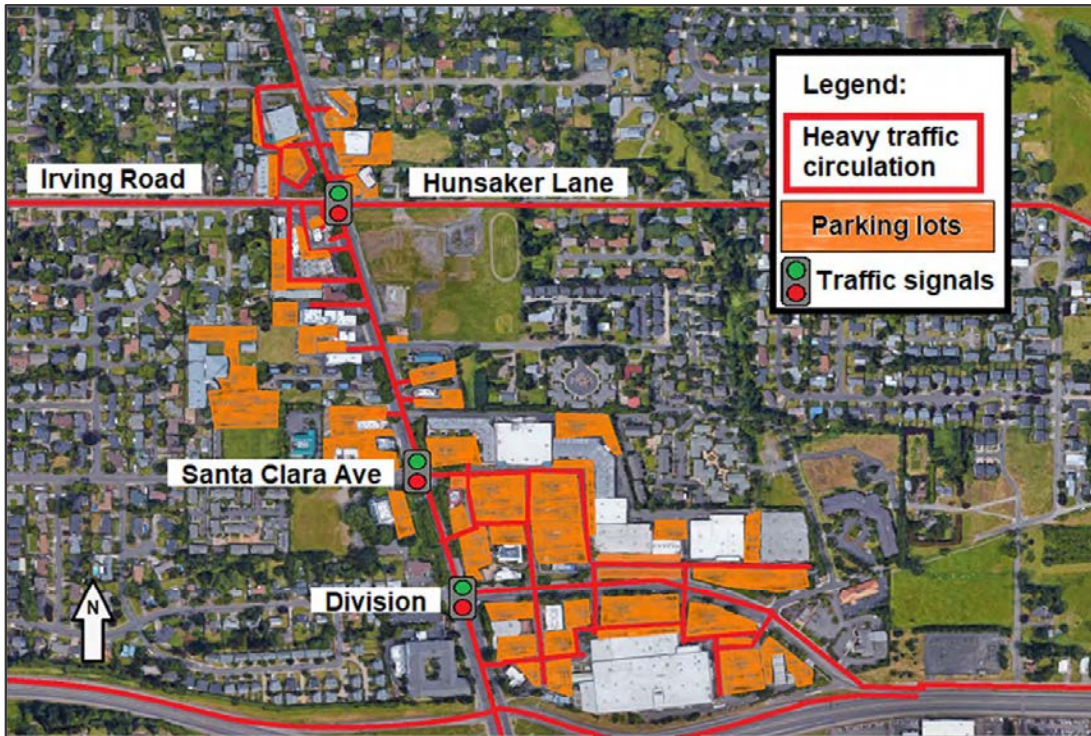 Legend:
Heavy traffic
circulation
Irving Road
Hunsaker Lane
Parking lots
Traffic signals
Santa Clara Ave
Division
N